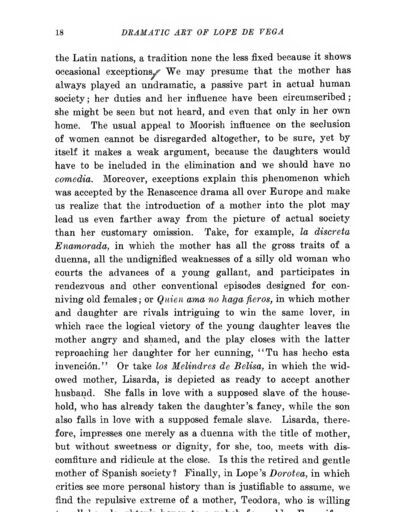 18 DRAMATIC ART OF LOPE DE VEGA
the Latin nations, a tradition none the less fixed because it shows
occasional exceptions. We may presume that the mother has
always played an undramatic, a passive part in actual human
society; her duties and her influence have been circumscribed;
she might be seen but not heard, and even that only in her own
home. The usual appeal to Moorish influence on the seclusion
of women cannot be disregarded altogether, to be sure, yet by
itself it makes a weak argument, because the daughters would
have to be included in the elimination and we should have no
comedia. Moreover, exceptions explain this phenomenon which
was accepted by the Renascence drama all over Europe and make
us realize that the introduction of a mother into the plot may
lead us even farther away from the picture of actual society
than her customary omission. Take, for example, la discreta
Enamorada, in which the mother has all the gross traits of a
duenna, all the undignified weaknesses of a silly old woman who
courts the advances of a young gallant, and participates in
rendezvous and other conventional episodes designed for con-
niving old females; or Quien ama no haga fieros, in which mother
and daughter are rivals intriguing to win the same lover, in
which race the logical victory of the young daughter leaves the
mother angry and shamed, and the play closes with the latter
reproaching her daughter for her cunning, "Tu has hecho esta
invención." Or take los Melindres de Belisa, in which the wid-
owed mother, Lisarda, is depicted as ready to accept another
husband. She falls in love with a supposed slave of the house-
hold, who has already taken the daughter's fancy, while the son
also falls in love with a supposed female slave. Lisarda, there-
fore, impresses one merely as a duenna with the title of mother,
but without sweetness or dignity, for she, too, meets with dis-
comfiture and ridicule at the close. Is this the retired and gentle
mother of Spanish society? Finally, in Lope's Dorotea, in which
critics see more personal history than is justifiable to assume, we
find the repulsive extreme of a mother, Teodora, who is willing